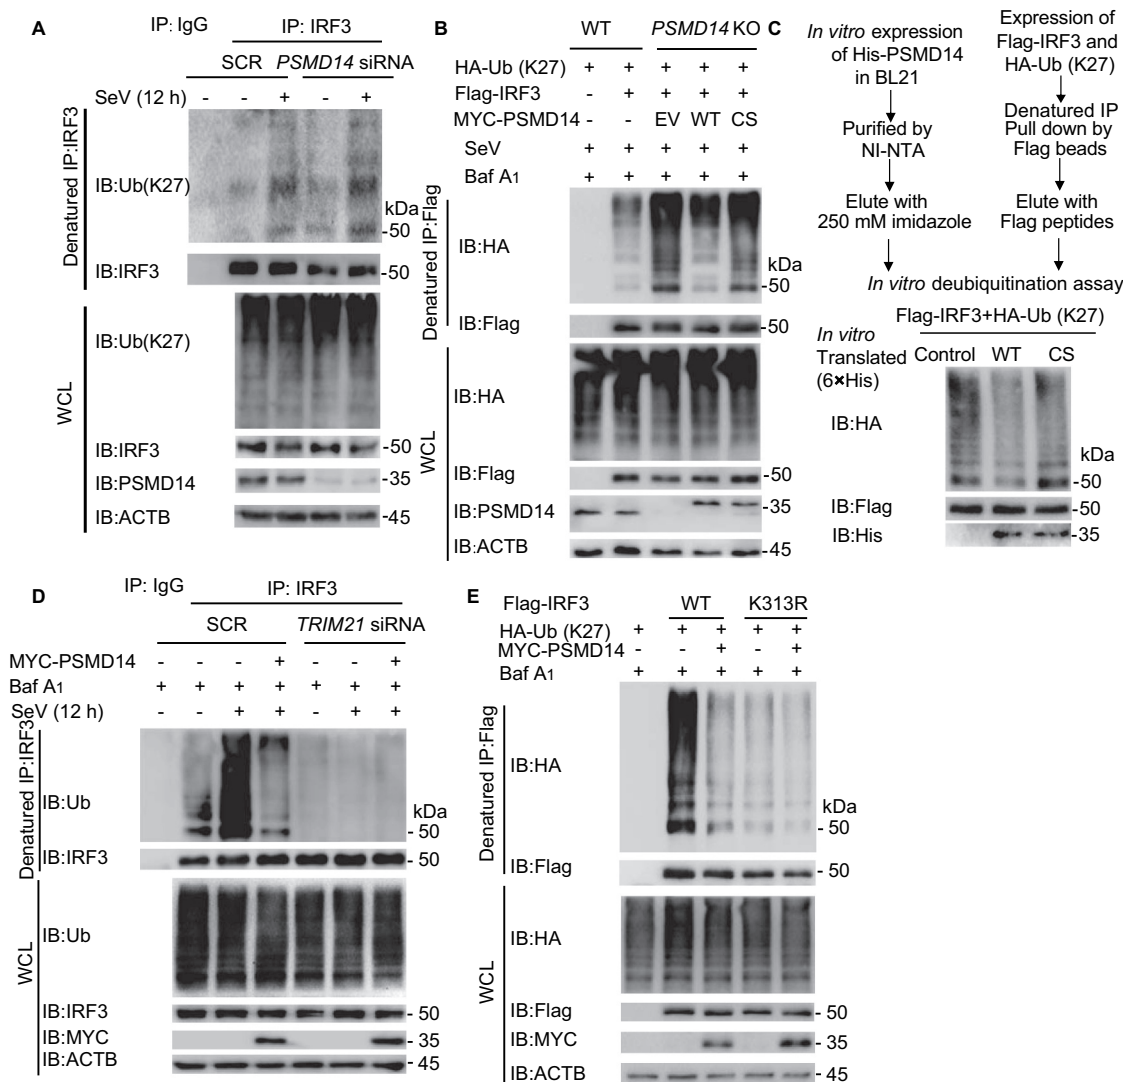 A
IP: IgG
IP: IRF3
SCR PSMD14 siRNA
SeV (12 h) - - + - +
Denatured IP:IRF3
IB:Ub(K27)
kDa
-50
IB:IRF3
-50
WCL
IB:Ub(K27)
IB:IRF3
-50
IB:PSMD14
-35
IB:ACTB
-45
B
WT PSMD14 KO
HA-Ub (K27) + + + + +
Flag-IRF3 - + + + +
MYC-PSMD14 - - EV WT CS
SeV + + + + +
Baf A1 + + + + +
Denatured IP:Flag
IB:HA
kDa
-50
IB:Flag
-50
WCL
IB:HA
IB:Flag
-50
IB:PSMD14
-35
IB:ACTB
-45
C
In vitro expression
of His-PSMD14
in BL21
Purified by
NI-NTA
Elute with
250 mM imidazole
Expression of
Flag-IRF3 and
HA-Ub (K27)
Denatured IP
Pull down by
Flag beads
Elute with
Flag peptides
In vitro deubiquitination assay
Flag-IRF3+HA-Ub (K27)
In vitro
Translated
(6×His)
Control WT CS
IB:HA
kDa
-50
IB:Flag
-50
IB:His
-35
D
IP: IgG
IP: IRF3
SCR TRIM21 siRNA
MYC-PSMD14 - - - + - - +
Baf A1 + + + + + + +
SeV (12 h) - - + + - + +
Denatured IP:IRF3
IB:Ub
kDa
- 50
IB:IRF3
- 50
WCL
IB:Ub
IB:IRF3
- 50
IB:MYC
- 35
IB:ACTB
- 45
E
Flag-IRF3 WT K313R
HA-Ub (K27) + + + + +
MYC-PSMD14 - - + - +
Baf A1 + + + + +
Denatured IP:Flag
IB:HA
kDa
- 50
IB:Flag
- 50
WCL
IB:HA
IB:Flag
- 50
IB:MYC
- 35
IB:ACTB
- 45